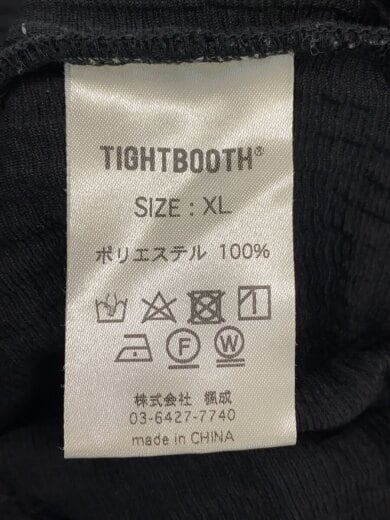 TIGHTBOOTH®
SIZE : XL
ポリエステル 100%
F W
株式会社 楓成
03-6427-7740
made in CHINA